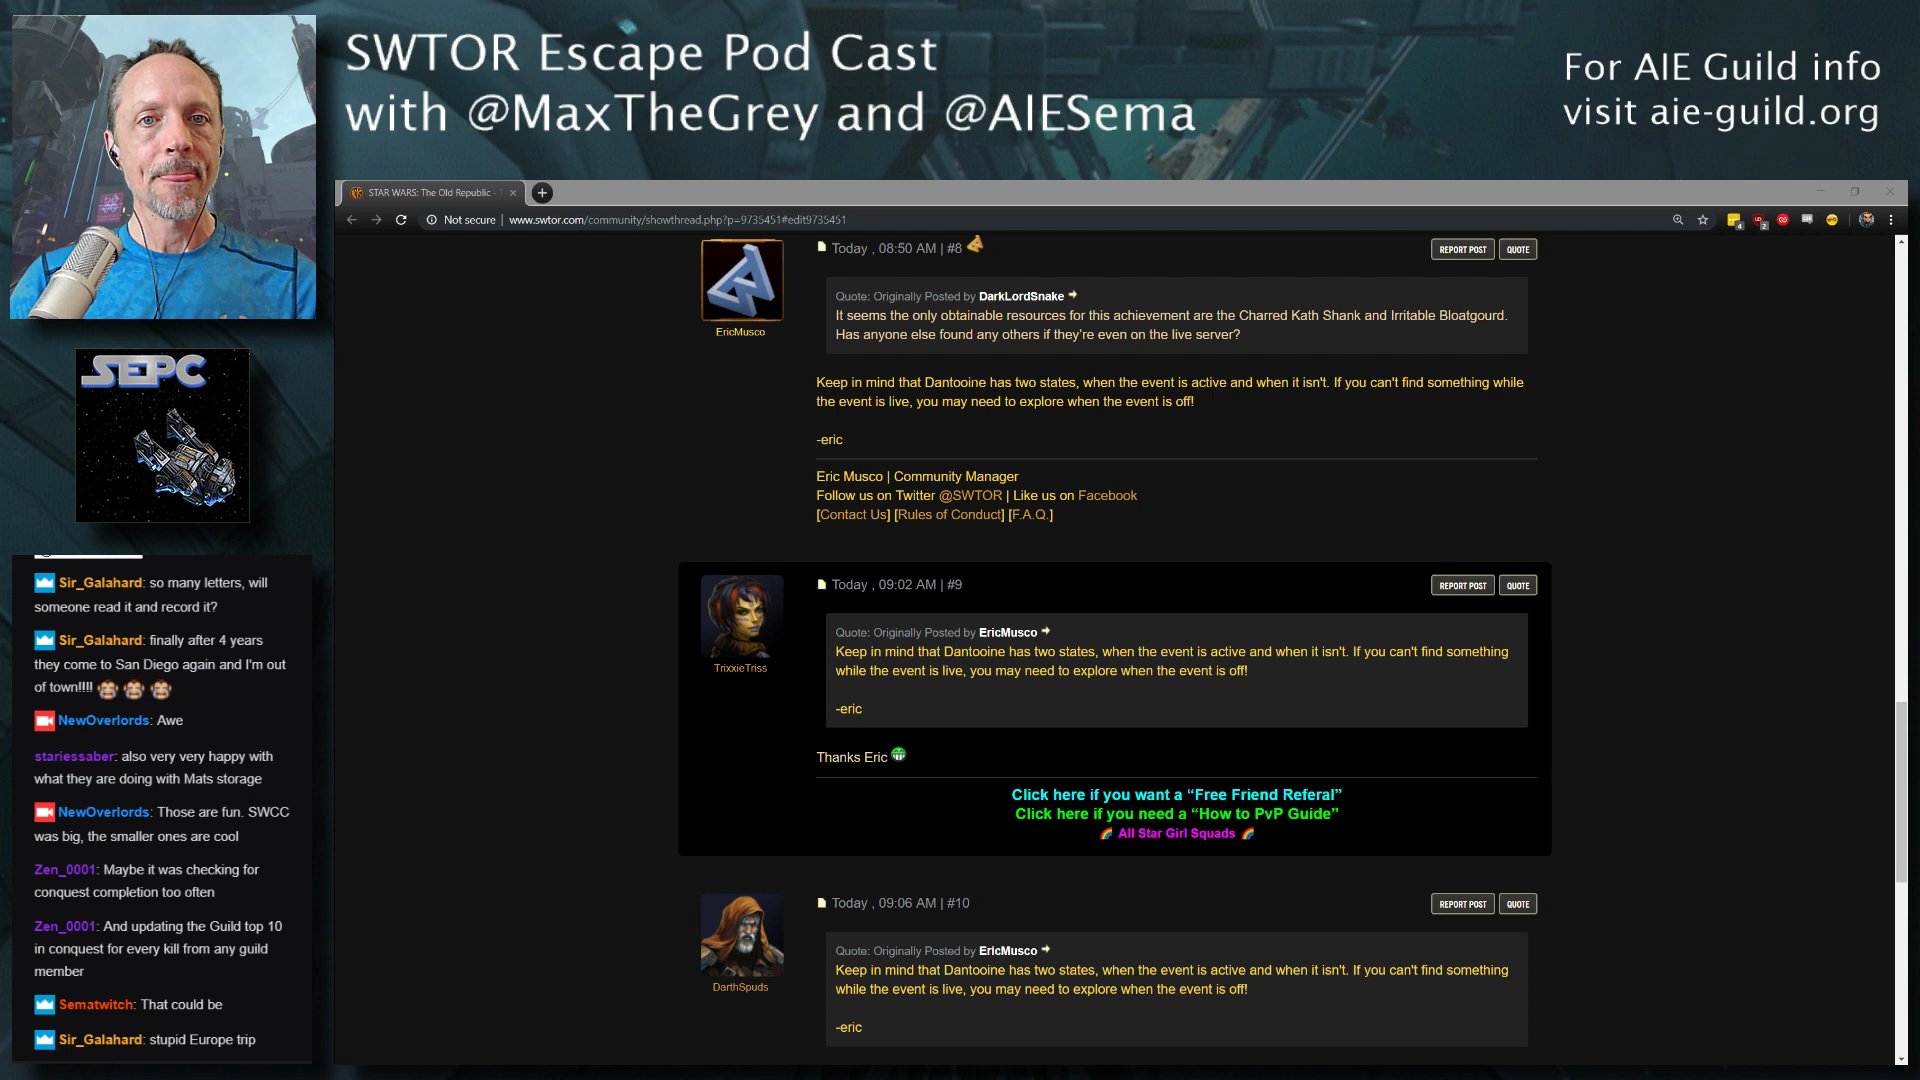 SWTOR Escape Pod Cast
with @MaxTheGrey and @AIESema
For AIE Guild info
visit aie-guild.org
SEPC
Sir_Galahard: so many letters, will
someone read it and record it?
Sir_Galahard: finally after 4 years
they come to San Diego again and I'm out
of town!!!!
NewOverlords: Awe
stariessaber: also very very happy with
what they are doing with Mats storage
NewOverlords: Those are fun. SWCC
was big, the smaller ones are cool
Zen_0001: Maybe it was checking for
conquest completion too often
Zen_0001: And updating the Guild top 10
in conquest for every kill from any guild
member
Sematwitch: That could be
Sir_Galahard: stupid Europe trip
STAR WARS: The Old Republic -
Not secure | www.swtor.com/community/showthread.php?p=9735451#edit9735451
Today , 08:50 AM | #8
REPORT POST QUOTE
EricMusco
Quote: Originally Posted by DarkLordSnake
It seems the only obtainable resources for this achievement are the Charred Kath Shank and Irritable Bloatgourd.
Has anyone else found any others if they're even on the live server?
Keep in mind that Dantooine has two states, when the event is active and when it isn't. If you can't find something while
the event is live, you may need to explore when the event is off!
-eric
Eric Musco | Community Manager
Follow us on Twitter @SWTOR | Like us on Facebook
[Contact Us] [Rules of Conduct] [F.A.Q.]
Today , 09:02 AM | #9
REPORT POST QUOTE
TrixxieTriss
Quote: Originally Posted by EricMusco
Keep in mind that Dantooine has two states, when the event is active and when it isn't. If you can't find something
while the event is live, you may need to explore when the event is off!
-eric
Thanks Eric
Click here if you want a “Free Friend Referal”
Click here if you need a “How to PvP Guide”
All Star Girl Squads
Today , 09:06 AM | #10
REPORT POST QUOTE
DarthSpuds
Quote: Originally Posted by EricMusco
Keep in mind that Dantooine has two states, when the event is active and when it isn't. If you can't find something
while the event is live, you may need to explore when the event is off!
-eric